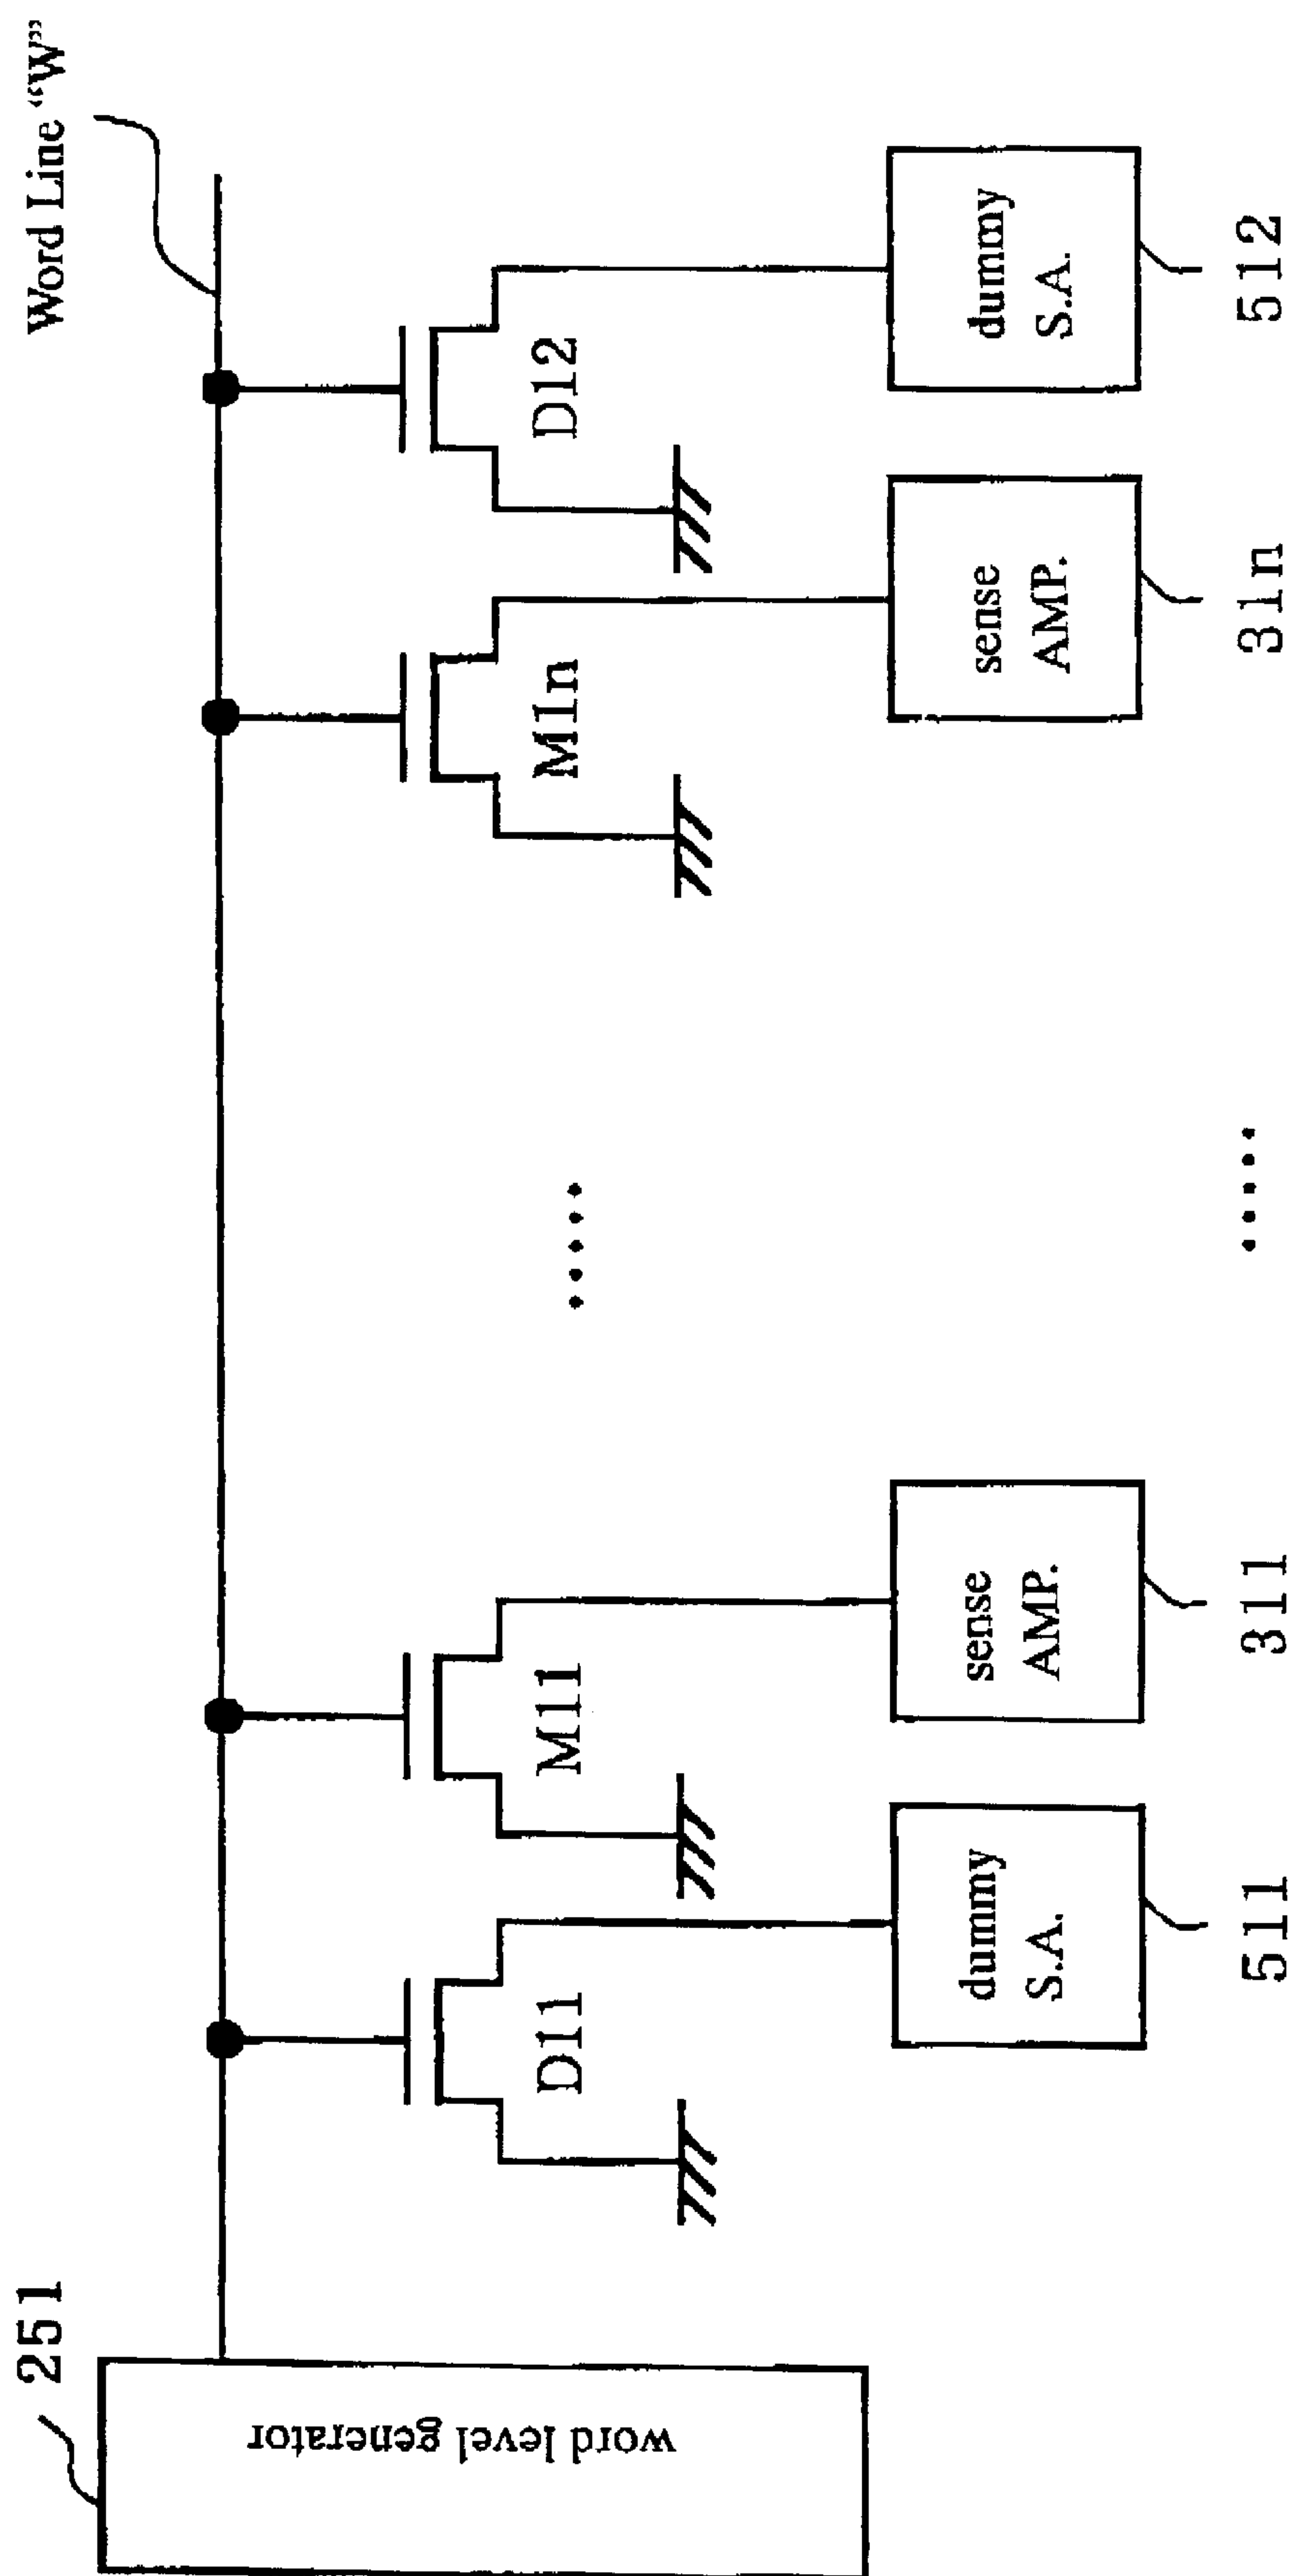 Word Line “W”
251
word level generator
D11
M11
.....
M1n
D12
dummy
S.A.
sense
AMP.
sense
AMP.
dummy
S.A.
511
311
.....
31n
512